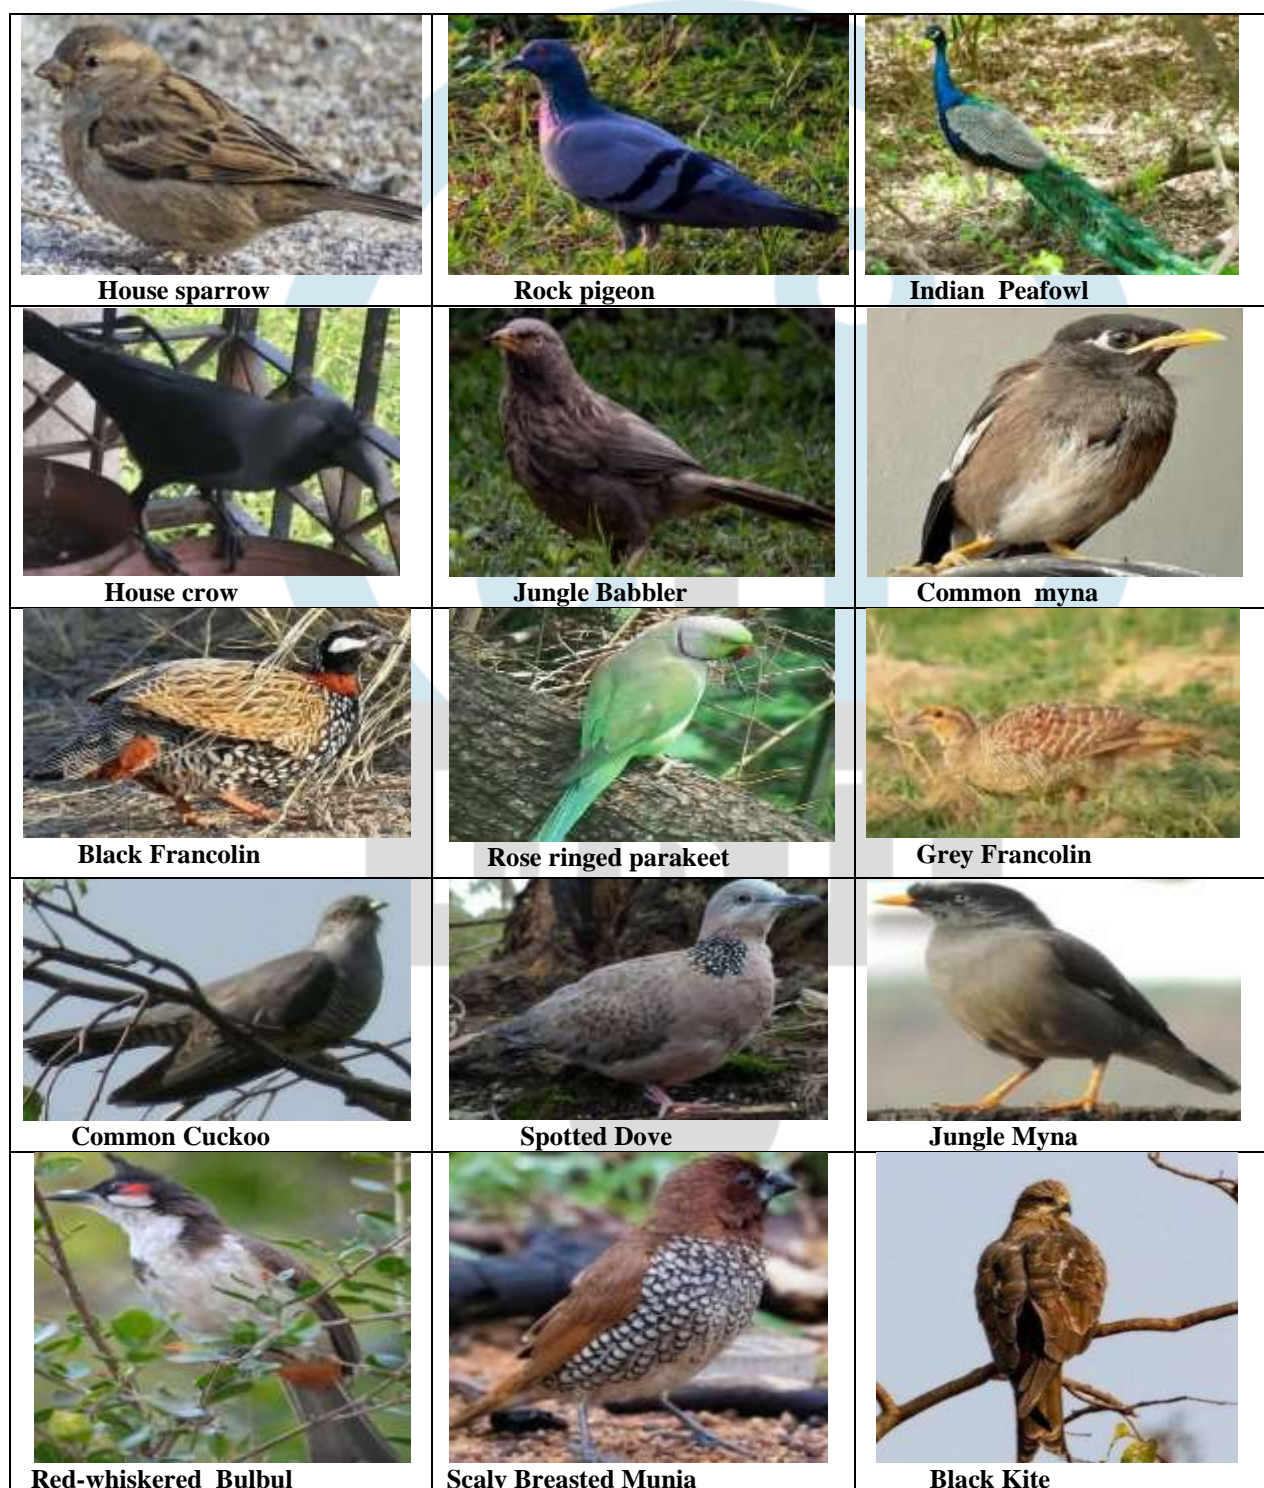 House sparrow
Rock pigeon
Indian Peafowl
House crow
Jungle Babbler
Common myna
Black Francolin
Rose ringed parakeet
Grey Francolin
Common Cuckoo
Spotted Dove
Jungle Myna
Red-whiskered Bulbul
Scaly Breasted Munia
Black Kite